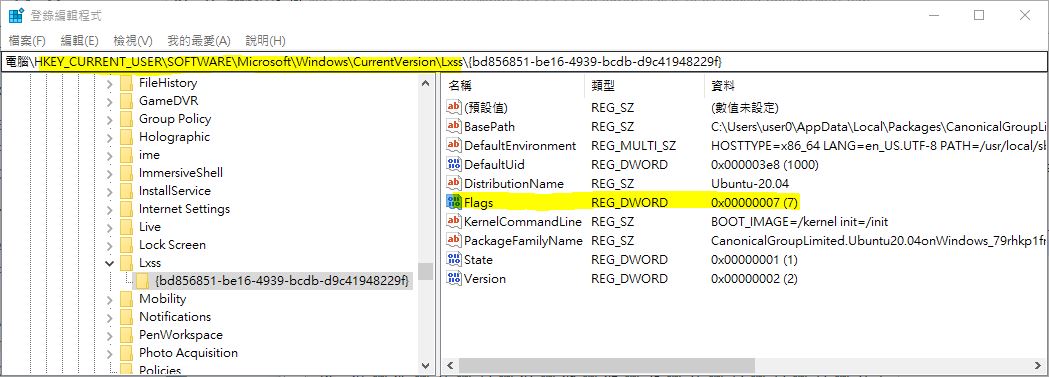 登錄編輯程式
檔案(F) 編輯(E) 檢視(V) 我的最愛(A) 說明(H)
電腦\HKEY_CURRENT_USER\SOFTWARE\Microsoft\Windows\CurrentVersion\Lxss\{bd856851-be16-4939-bcdb-d9c41948229f}
FileHistory
GameDVR
Group Policy
Holographic
ime
ImmersiveShell
InstallService
Internet Settings
Live
Lock Screen
Lxss
{bd856851-be16-4939-bcdb-d9c41948229f}
Mobility
Notifications
PenWorkspace
Photo Acquisition
Policies
名稱 類型 資料
(預設值) REG_SZ (數值未設定)
BasePath REG_SZ C:\Users\user0\AppData\Local\Packages\CanonicalGroupLi
DefaultEnvironment REG_MULTI_SZ HOSTTYPE=x86_64 LANG=en_US.UTF-8 PATH=/usr/local/sb
DefaultUid REG_DWORD 0x000003e8 (1000)
DistributionName REG_SZ Ubuntu-20.04
Flags REG_DWORD 0x00000007 (7)
KernelCommandLine REG_SZ BOOT_IMAGE=/kernel init=/init
PackageFamilyName REG_SZ CanonicalGroupLimited.Ubuntu20.04onWindows_79rhkp1fr
State REG_DWORD 0x00000001 (1)
Version REG_DWORD 0x00000002 (2)